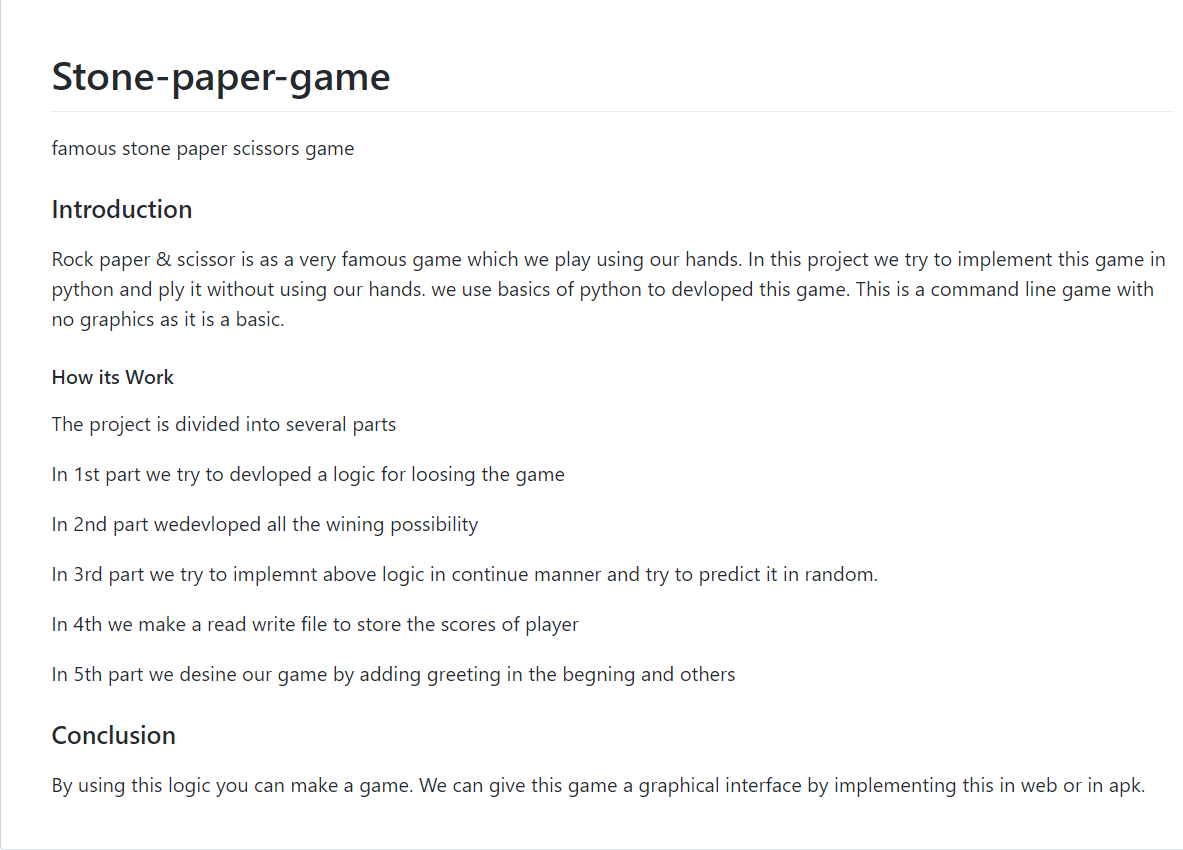 Stone-paper-game
famous stone paper scissors game
Introduction
Rock paper & scissor is as a very famous game which we play using our hands. In this project we try to implement this game in
python and ply it without using our hands. we use basics of python to devloped this game. This is a command line game with
no graphics as it is a basic.
How its Work
The project is divided into several parts
In 1st part we try to devloped a logic for loosing the game
In 2nd part wedevloped all the wining possibility
In 3rd part we try to implemnt above logic in continue manner and try to predict it in random.
In 4th we make a read write file to store the scores of player
In 5th part we desine our game by adding greeting in the begning and others
Conclusion
By using this logic you can make a game. We can give this game a graphical interface by implementing this in web or in apk.